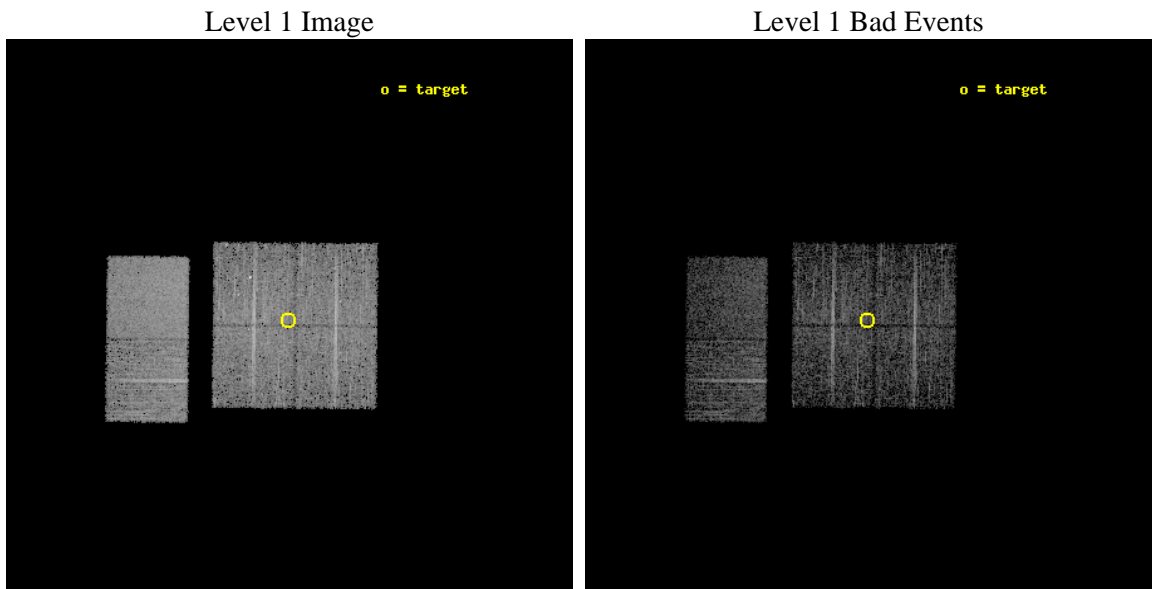 Level 1 Image
Level 1 Bad Events
o = target
o = target